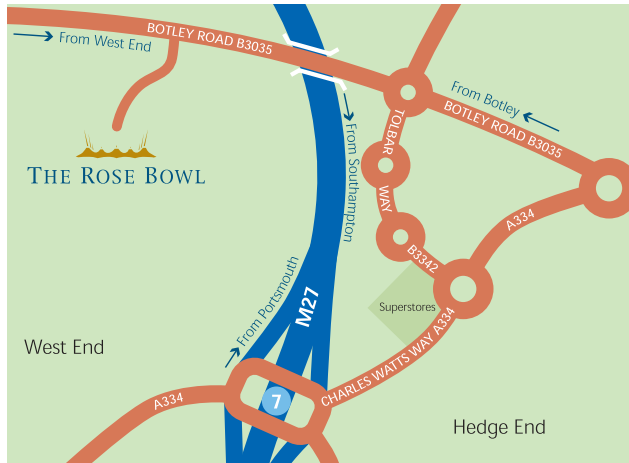 BOTLEY ROAD B3035
From West End
From Botley
BOTLEY ROAD B3035
TOLBAR
WAY
From Southampton
THE ROSE BOWL
A334
B3342
From Portsmouth
M27
Superstores
West End
CHARLES WATTS WAY A334
A334
7
Hedge End